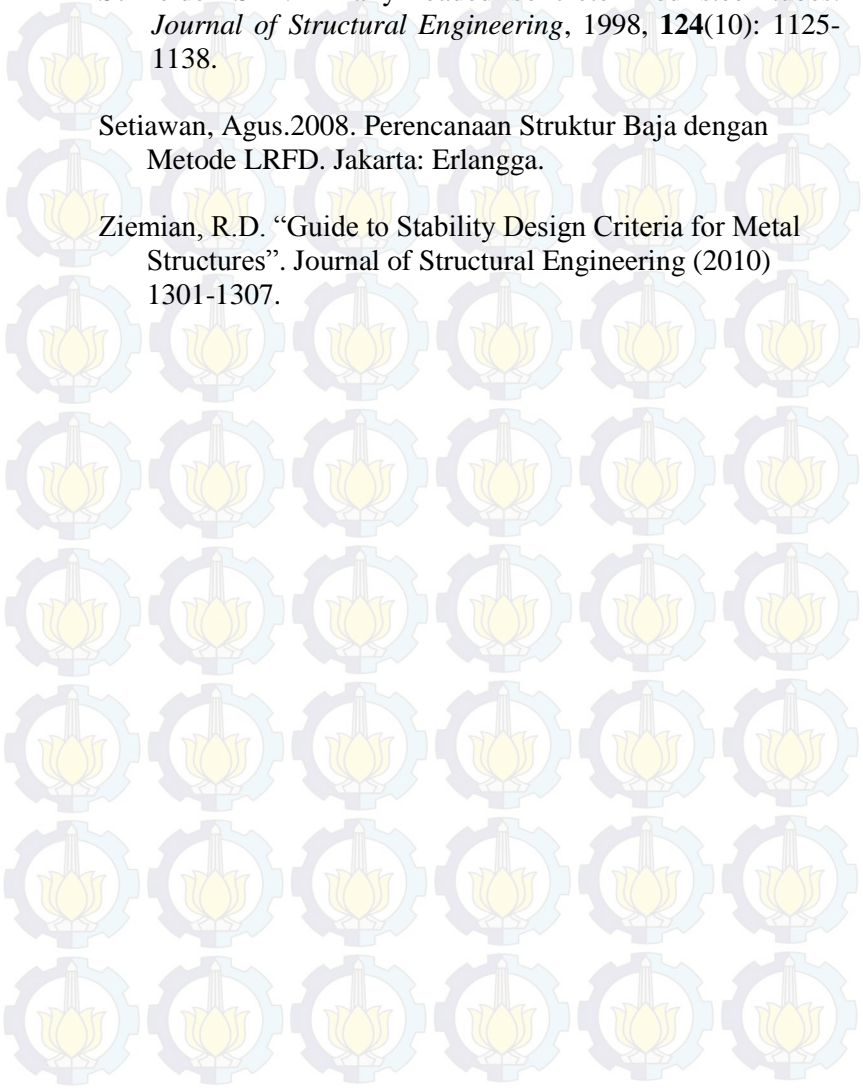 Journal of Structural Engineering, 1998, 124(10): 1125-
1138.
Setiawan, Agus.2008. Perencanaan Struktur Baja dengan
Metode LRFD. Jakarta: Erlangga.
Ziemian, R.D. “Guide to Stability Design Criteria for Metal
Structures”. Journal of Structural Engineering (2010)
1301-1307.